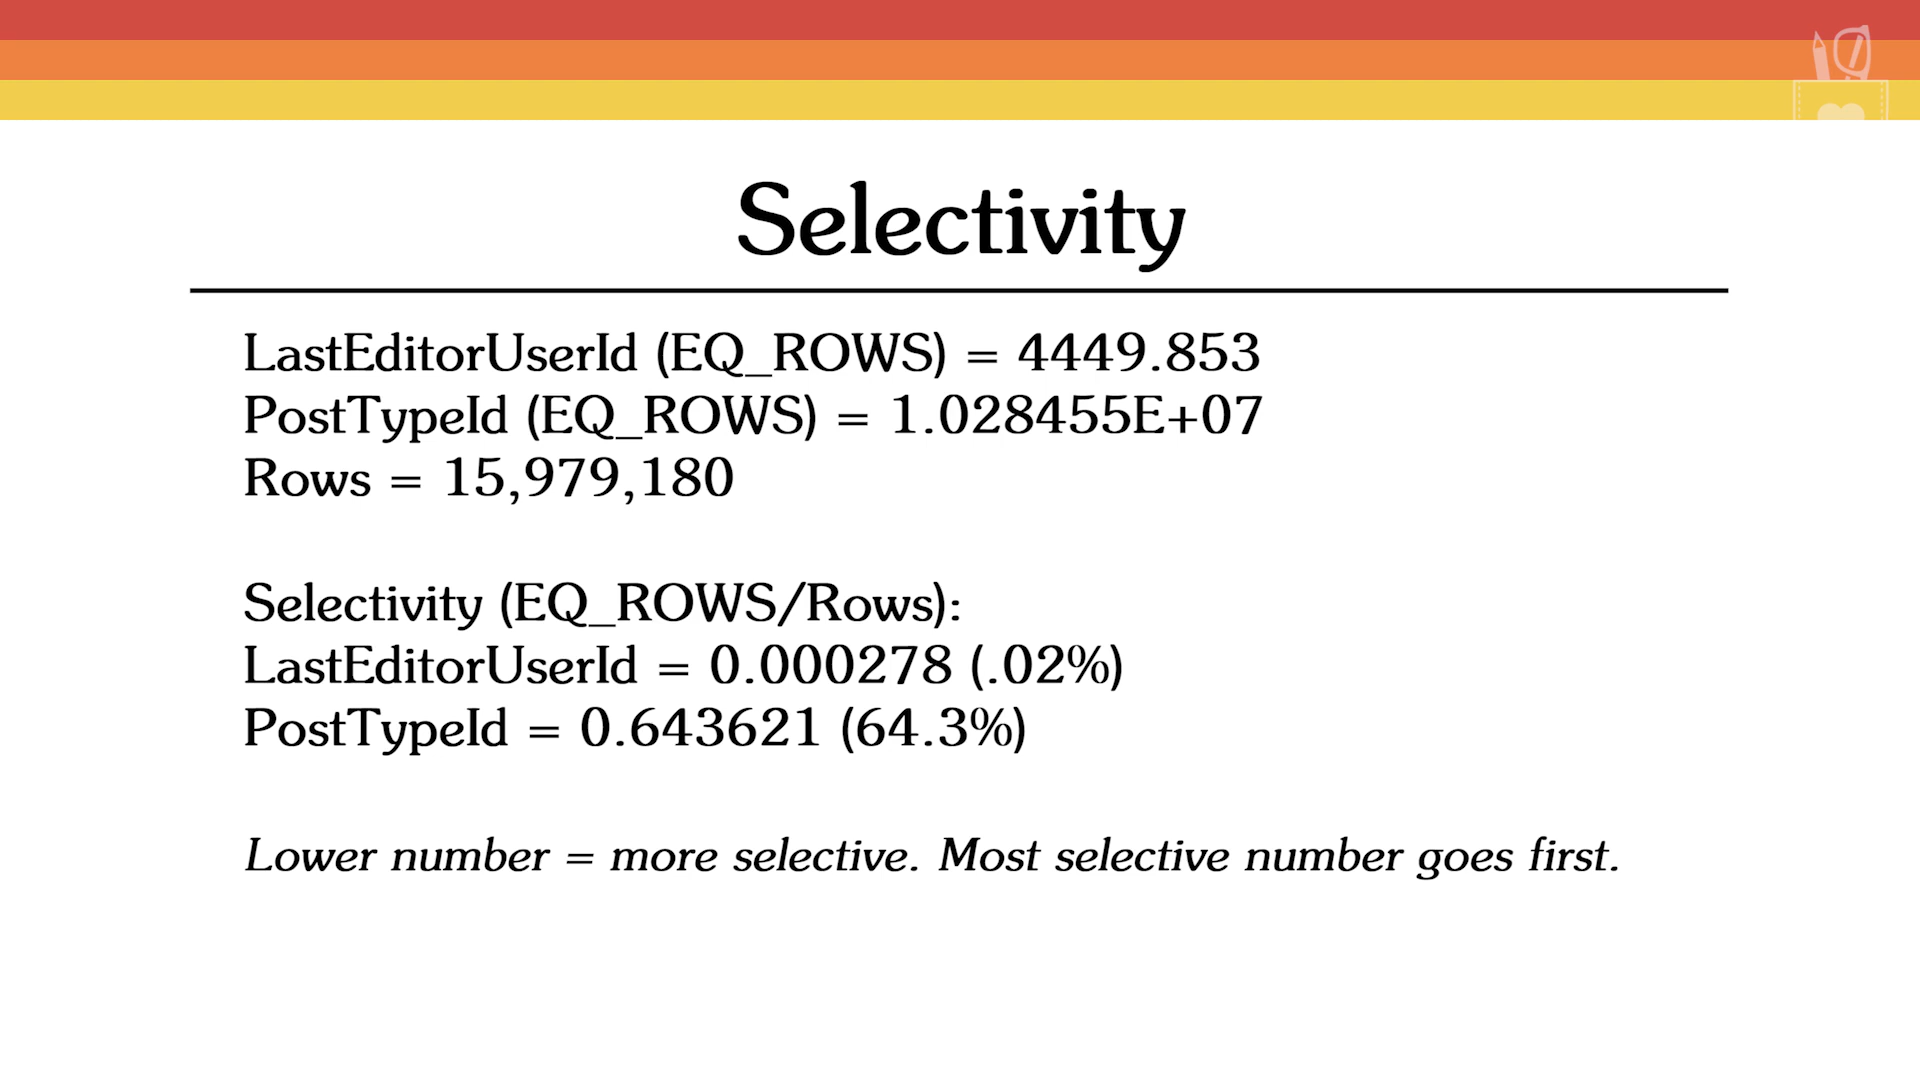 Selectivity
LastEditorUserId (EQ_ROWS) = 4449.853
PostTypeId (EQ_ROWS) = 1.028455E+07
Rows = 15,979,180
Selectivity (EQ_ROWS/Rows):
LastEditorUserId = 0.000278 (.02%)
PostTypeId = 0.643621 (64.3%)
Lower number = more selective. Most selective number goes first.